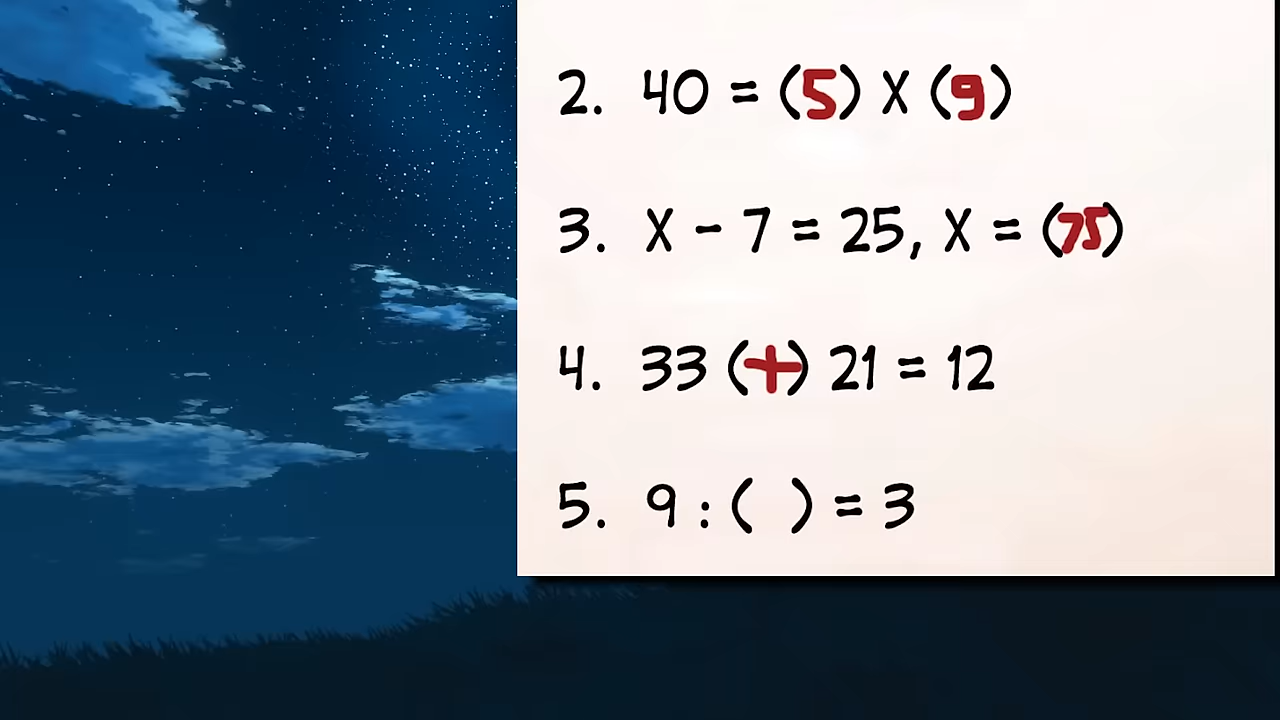 2. 40 = (5) X (9)
3. X - 7 = 25, X = (75)
4. 33 (+) 21 = 12
5. 9 : ( ) = 3